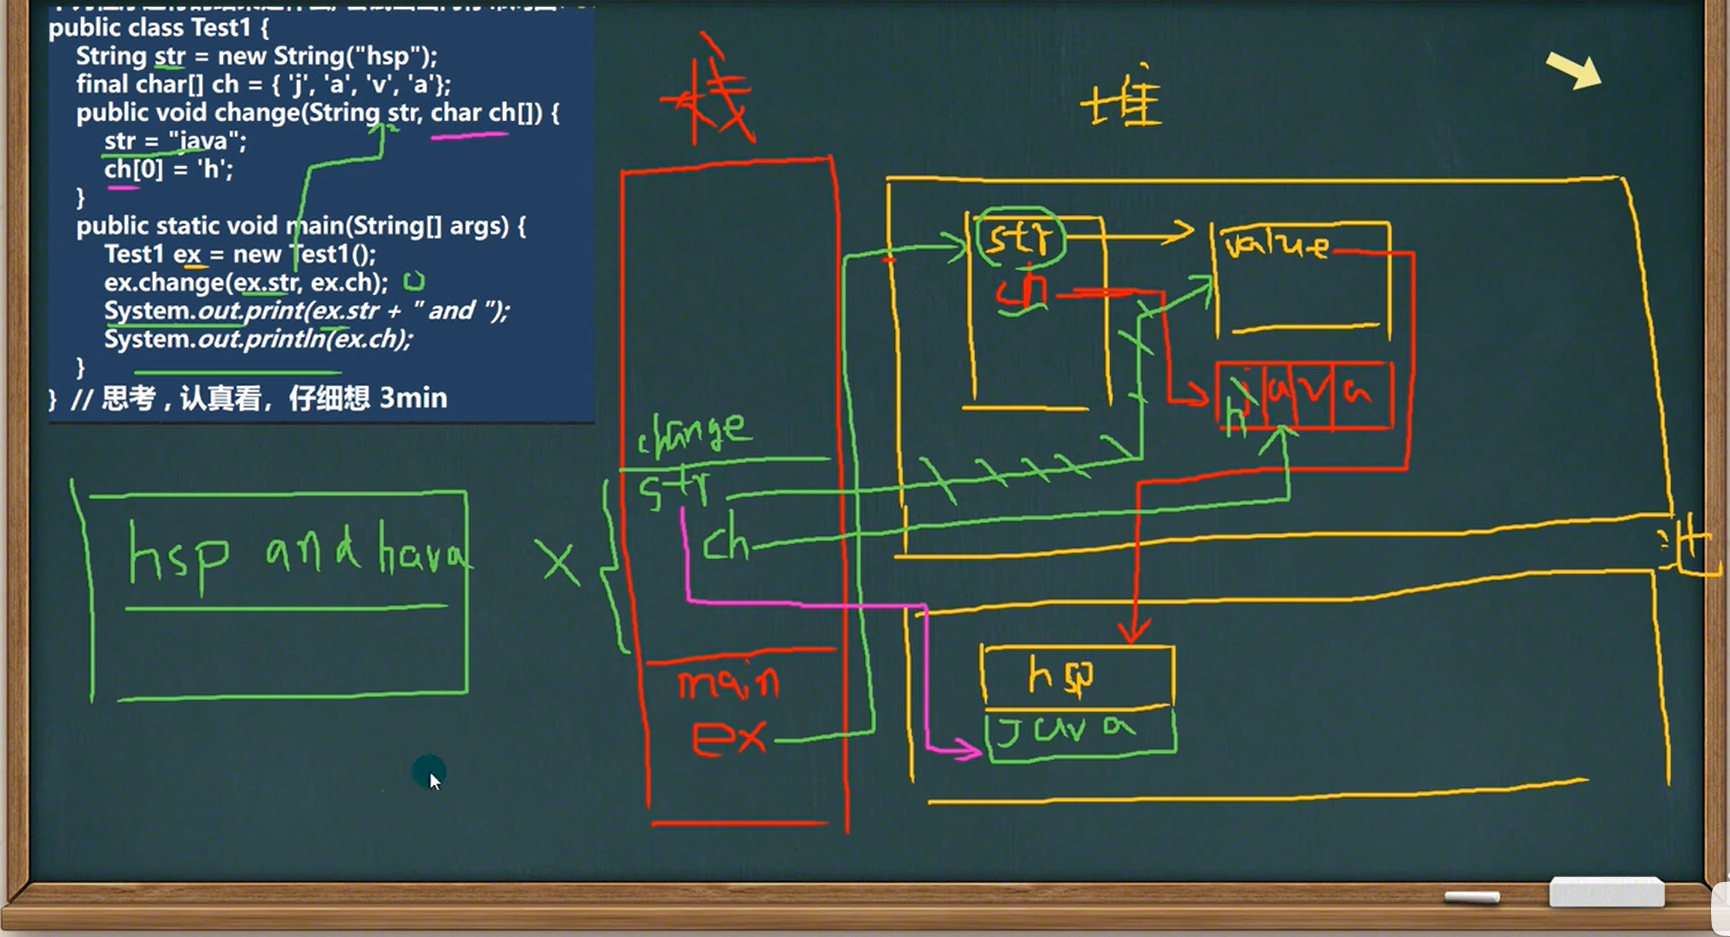 public class Test1 {
String str = new String("hsp");
final char[] ch = { 'j', 'a', 'v', 'a'};
public void change(String str, char ch[]) {
str = "java";
ch[0] = 'h';
}
public static void main(String[] args) {
Test1 ex = new Test1();
ex.change(ex.str, ex.ch);
System.out.print(ex.str + " and ");
System.out.println(ex.ch);
}
} // 思考，认真看，仔细想 3min
栈
堆
str
ch
value
h j a v a
change
str
ch
main
ex
hsp
java
hsp and hava